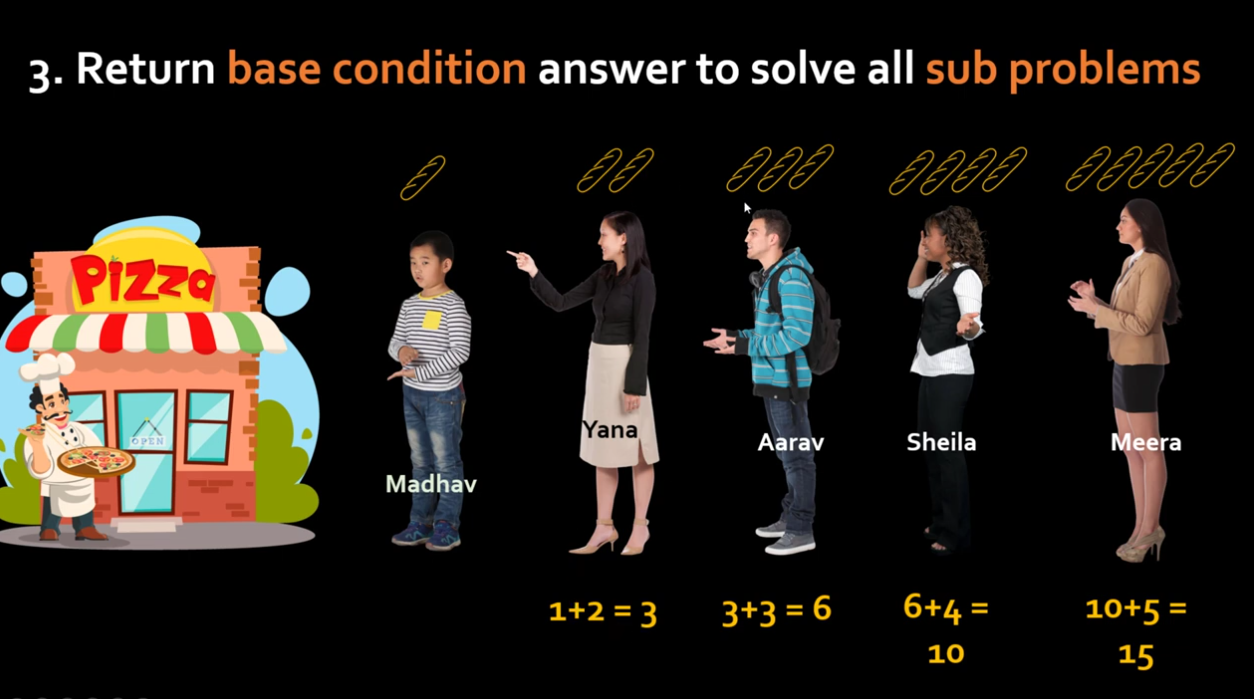 3. Return base condition answer to solve all sub problems
Pizza
OPEN
Madhav
Yana
Aarav
Sheila
Meera
1+2 = 3
3+3 = 6
6+4 =
10
10+5 =
15